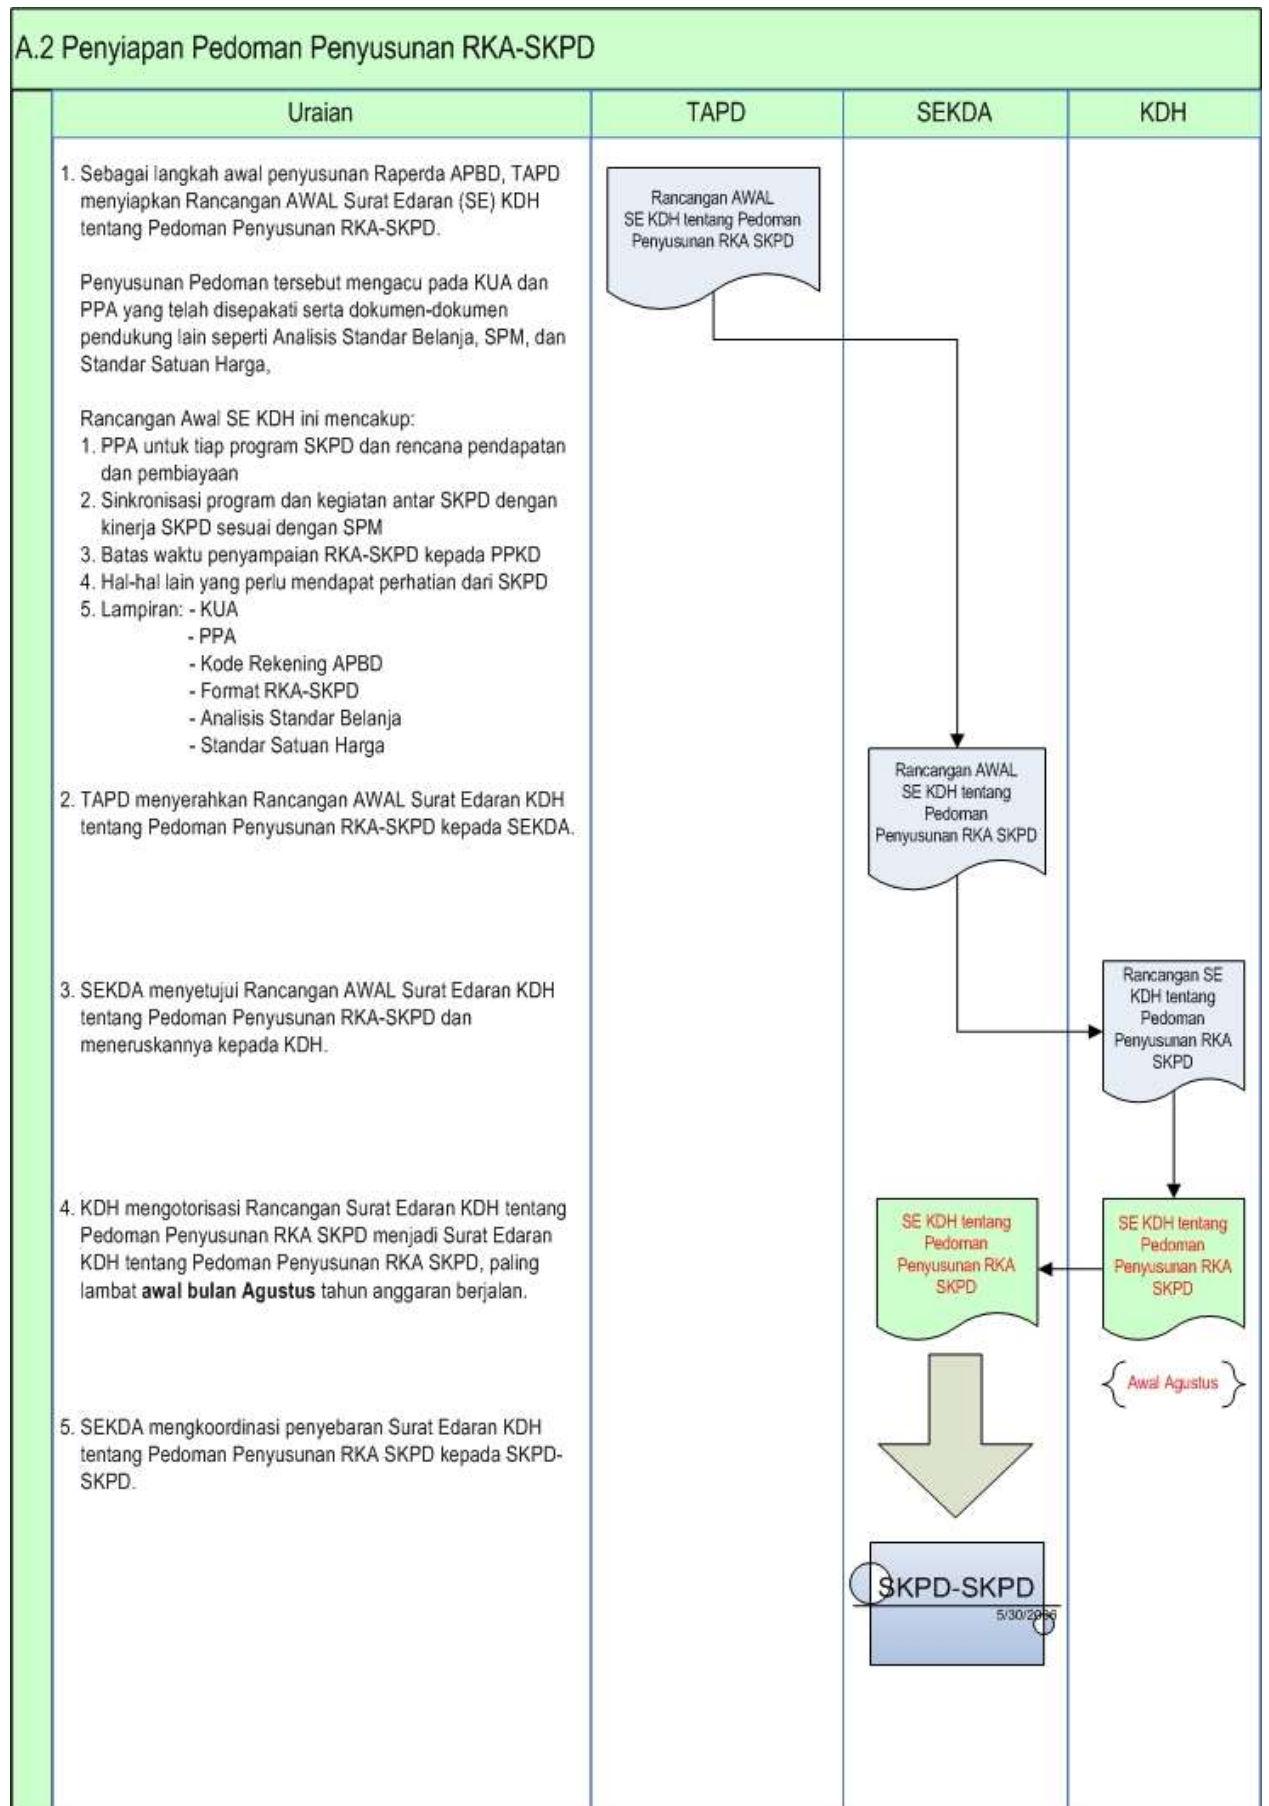 A.2 Penyiapan Pedoman Penyusunan RKA-SKPD
Uraian
TAPD
SEKDA
KDH
1. Sebagai langkah awal penyusunan Raperda APBD, TAPD
menyiapkan Rancangan AWAL Surat Edaran (SE) KDH
tentang Pedoman Penyusunan RKA-SKPD.
Penyusunan Pedoman tersebut mengacu pada KUA dan
PPA yang telah disepakati serta dokumen-dokumen
pendukung lain seperti Analisis Standar Belanja, SPM, dan
Standar Satuan Harga,
Rancangan Awal SE KDH ini mencakup:
1. PPA untuk tiap program SKPD dan rencana pendapatan
dan pembiayaan
2. Sinkronisasi program dan kegiatan antar SKPD dengan
kinerja SKPD sesuai dengan SPM
3. Batas waktu penyampaian RKA-SKPD kepada PPKD
4. Hal-hal lain yang perlu mendapat perhatian dari SKPD
5. Lampiran: - KUA
- PPA
- Kode Rekening APBD
- Format RKA-SKPD
- Analisis Standar Belanja
- Standar Satuan Harga
2. TAPD menyerahkan Rancangan AWAL Surat Edaran KDH
tentang Pedoman Penyusunan RKA-SKPD kepada SEKDA.
3. SEKDA menyetujui Rancangan AWAL Surat Edaran KDH
tentang Pedoman Penyusunan RKA-SKPD dan
meneruskannya kepada KDH.
4. KDH mengotorisasi Rancangan Surat Edaran KDH tentang
Pedoman Penyusunan RKA SKPD menjadi Surat Edaran
KDH tentang Pedoman Penyusunan RKA SKPD, paling
lambat awal bulan Agustus tahun anggaran berjalan.
5. SEKDA mengkoordinasi penyebaran Surat Edaran KDH
tentang Pedoman Penyusunan RKA SKPD kepada SKPD-
SKPD.
Rancangan AWAL
SE KDH tentang Pedoman
Penyusunan RKA SKPD
Rancangan AWAL
SE KDH tentang
Pedoman
Penyusunan RKA SKPD
Rancangan SE
KDH tentang
Pedoman
Penyusunan RKA
SKPD
SE KDH tentang
Pedoman
Penyusunan RKA
SKPD
SE KDH tentang
Pedoman
Penyusunan RKA
SKPD
Awal Agustus
SKPD-SKPD
5/30/2006